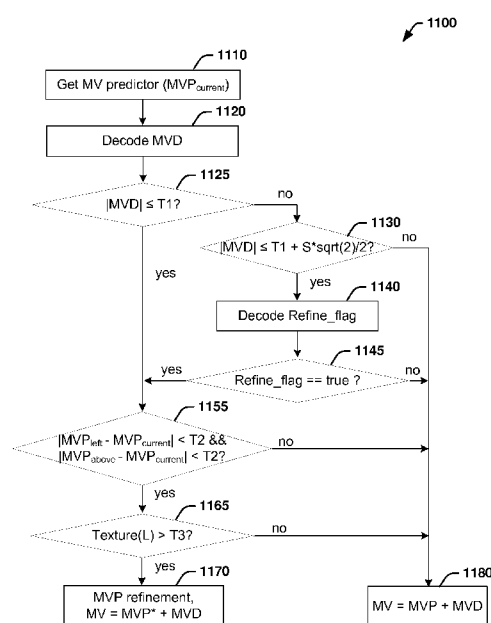 1100
1110
Get MV predictor (MVPcurrent)
1120
Decode MVD
1125
|MVD| ≤ T1?
no
1130
|MVD| ≤ T1 + S*sqrt(2)/2?
no
yes
yes
1140
Decode Refine_flag
1145
yes
Refine_flag == true ?
no
1155
|MVPleft - MVPcurrent| < T2 &&
|MVPabove - MVPcurrent| < T2?
no
yes
1165
Texture(L) > T3?
no
yes
1170
MVP refinement,
MV = MVP* + MVD
1180
MV = MVP + MVD